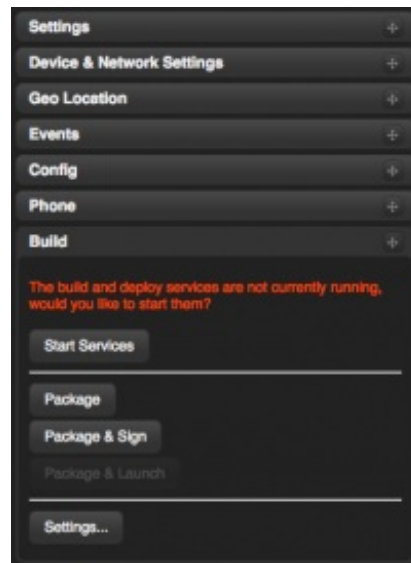 Settings
Device & Network Settings
Geo Location
Events
Config
Phone
Build
The build and deploy services are not currently running,
would you like to start them?
Start Services
Package
Package & Sign
Package & Launch
Settings...